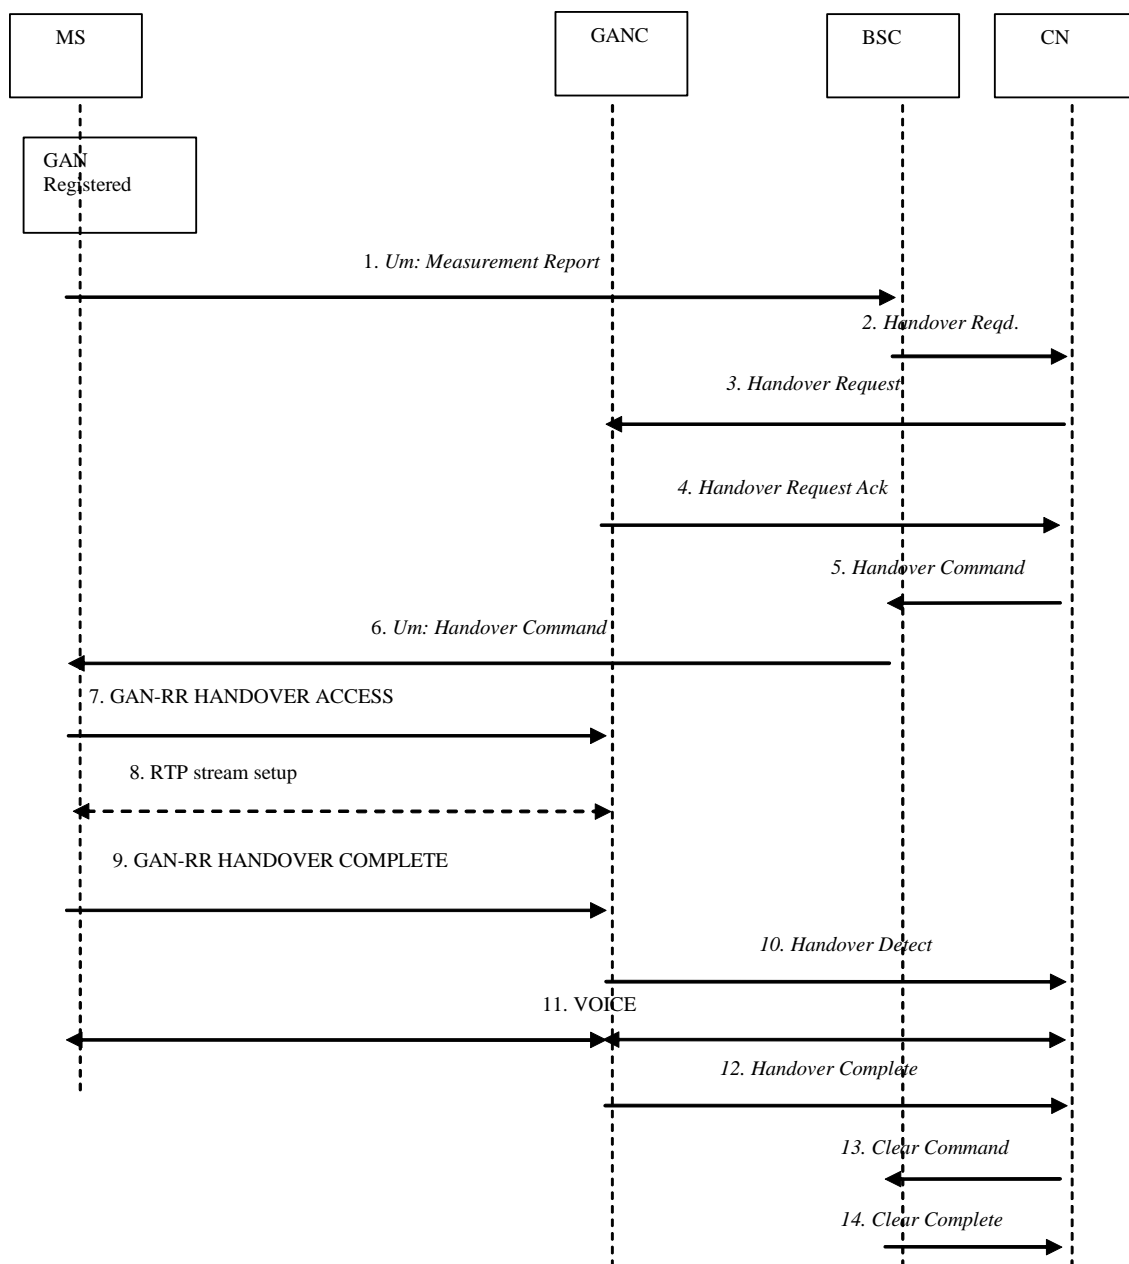 MS
GANC
BSC
CN
GAN
Registered
1. Um: Measurement Report
2. Handover Reqd.
3. Handover Request
4. Handover Request Ack
5. Handover Command
6. Um: Handover Command
7. GAN-RR HANDOVER ACCESS
8. RTP stream setup
9. GAN-RR HANDOVER COMPLETE
10. Handover Detect
11. VOICE
12. Handover Complete
13. Clear Command
14. Clear Complete